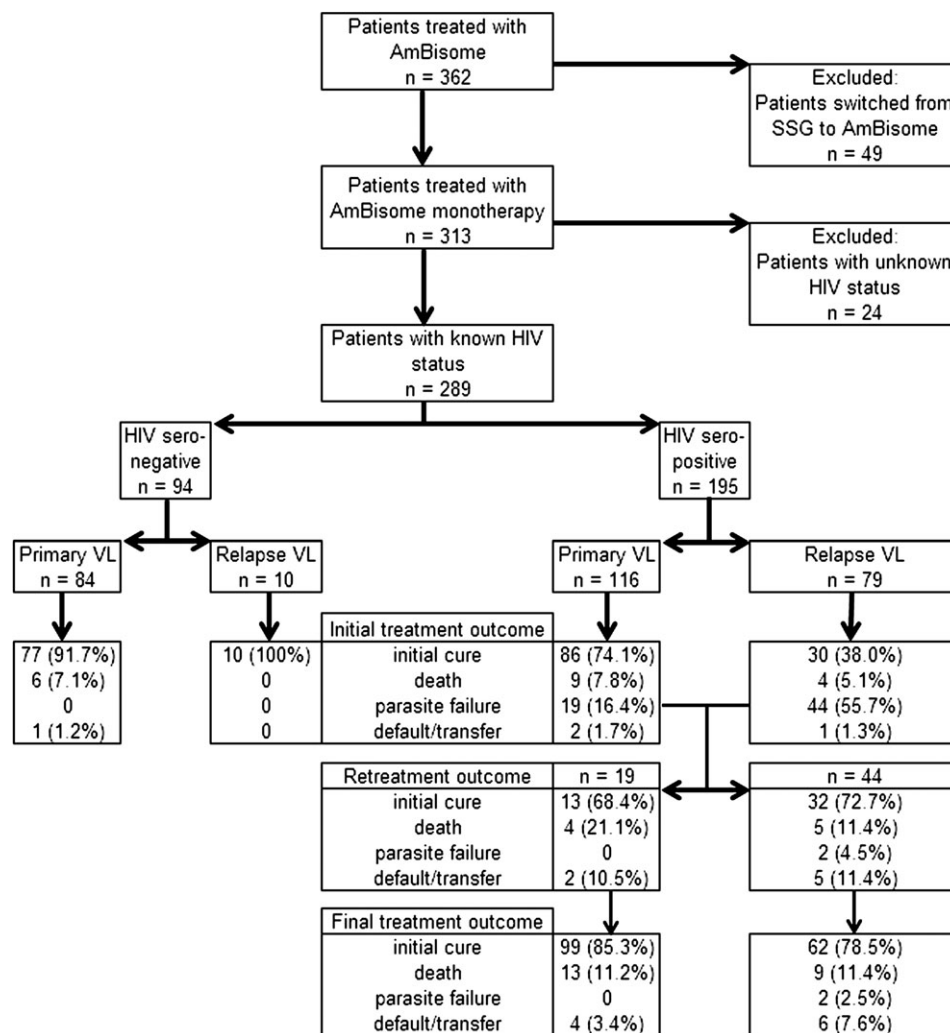 Patients treated with
AmBisome
n = 362
Excluded:
Patients switched from
SSG to AmBisome
n = 49
Patients treated with
AmBisome monotherapy
n = 313
Excluded:
Patients with unknown
HIV status
n = 24
Patients with known HIV
status
n = 289
HIV sero-
negative
n = 94
HIV sero-
positive
n = 195
Primary VL
n = 84
Relapse VL
n = 10
Primary VL
n = 116
Relapse VL
n = 79
Initial treatment outcome
77 (91.7%) 10 (100%) initial cure 86 (74.1%) 30 (38.0%)
6 (7.1%) 0 death 9 (7.8%) 4 (5.1%)
0 0 parasite failure 19 (16.4%) 44 (55.7%)
1 (1.2%) 0 default/transfer 2 (1.7%) 1 (1.3%)
Retreatment outcome n = 19 n = 44
initial cure 13 (68.4%) 32 (72.7%)
death 4 (21.1%) 5 (11.4%)
parasite failure 0 2 (4.5%)
default/transfer 2 (10.5%) 5 (11.4%)
Final treatment outcome
initial cure 99 (85.3%) 62 (78.5%)
death 13 (11.2%) 9 (11.4%)
parasite failure 0 2 (2.5%)
default/transfer 4 (3.4%) 6 (7.6%)